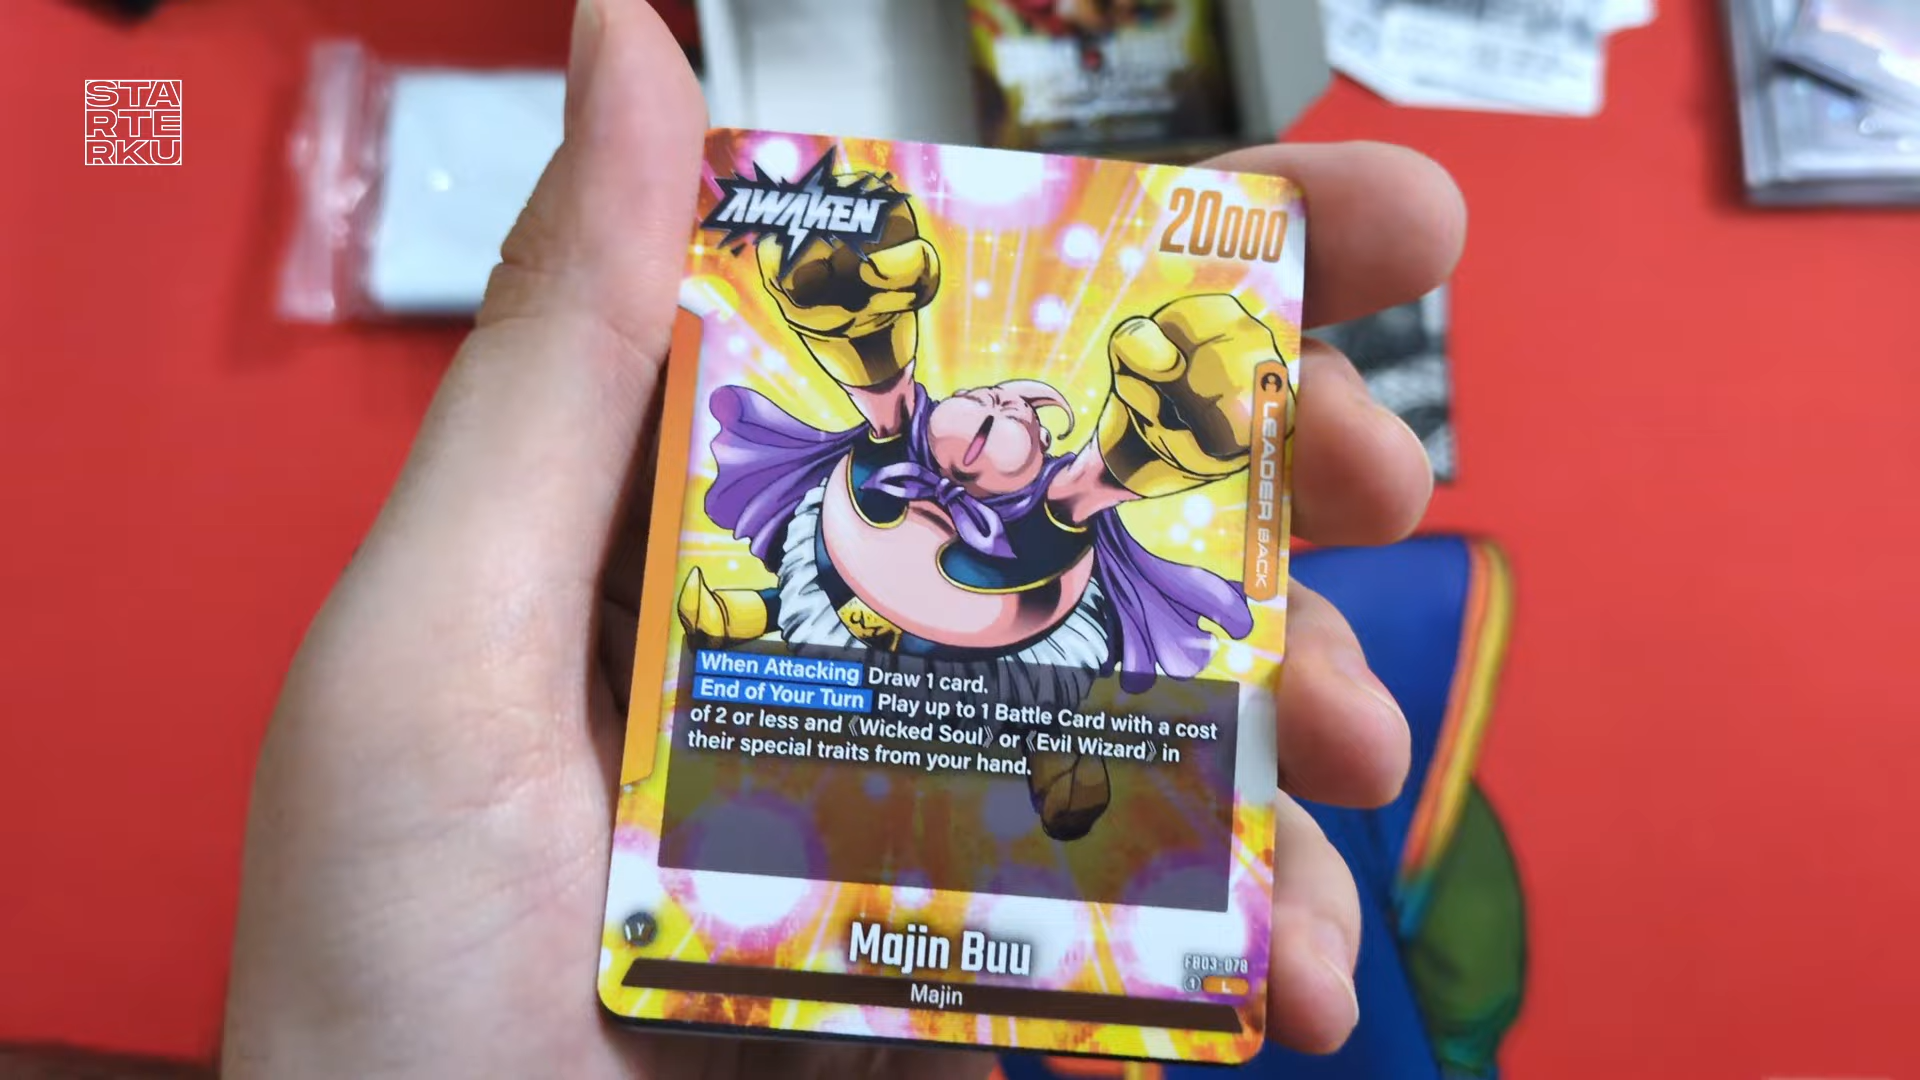 STA
RTE
RKU
AWAKEN
20000
LEADER BACK
When Attacking Draw 1 card.
End of Your Turn Play up to 1 Battle Card with a cost
of 2 or less and 《Wicked Soul》 or 《Evil Wizard》 in
their special traits from your hand.
Y
Majin Buu
FB03-078
1 L
Majin